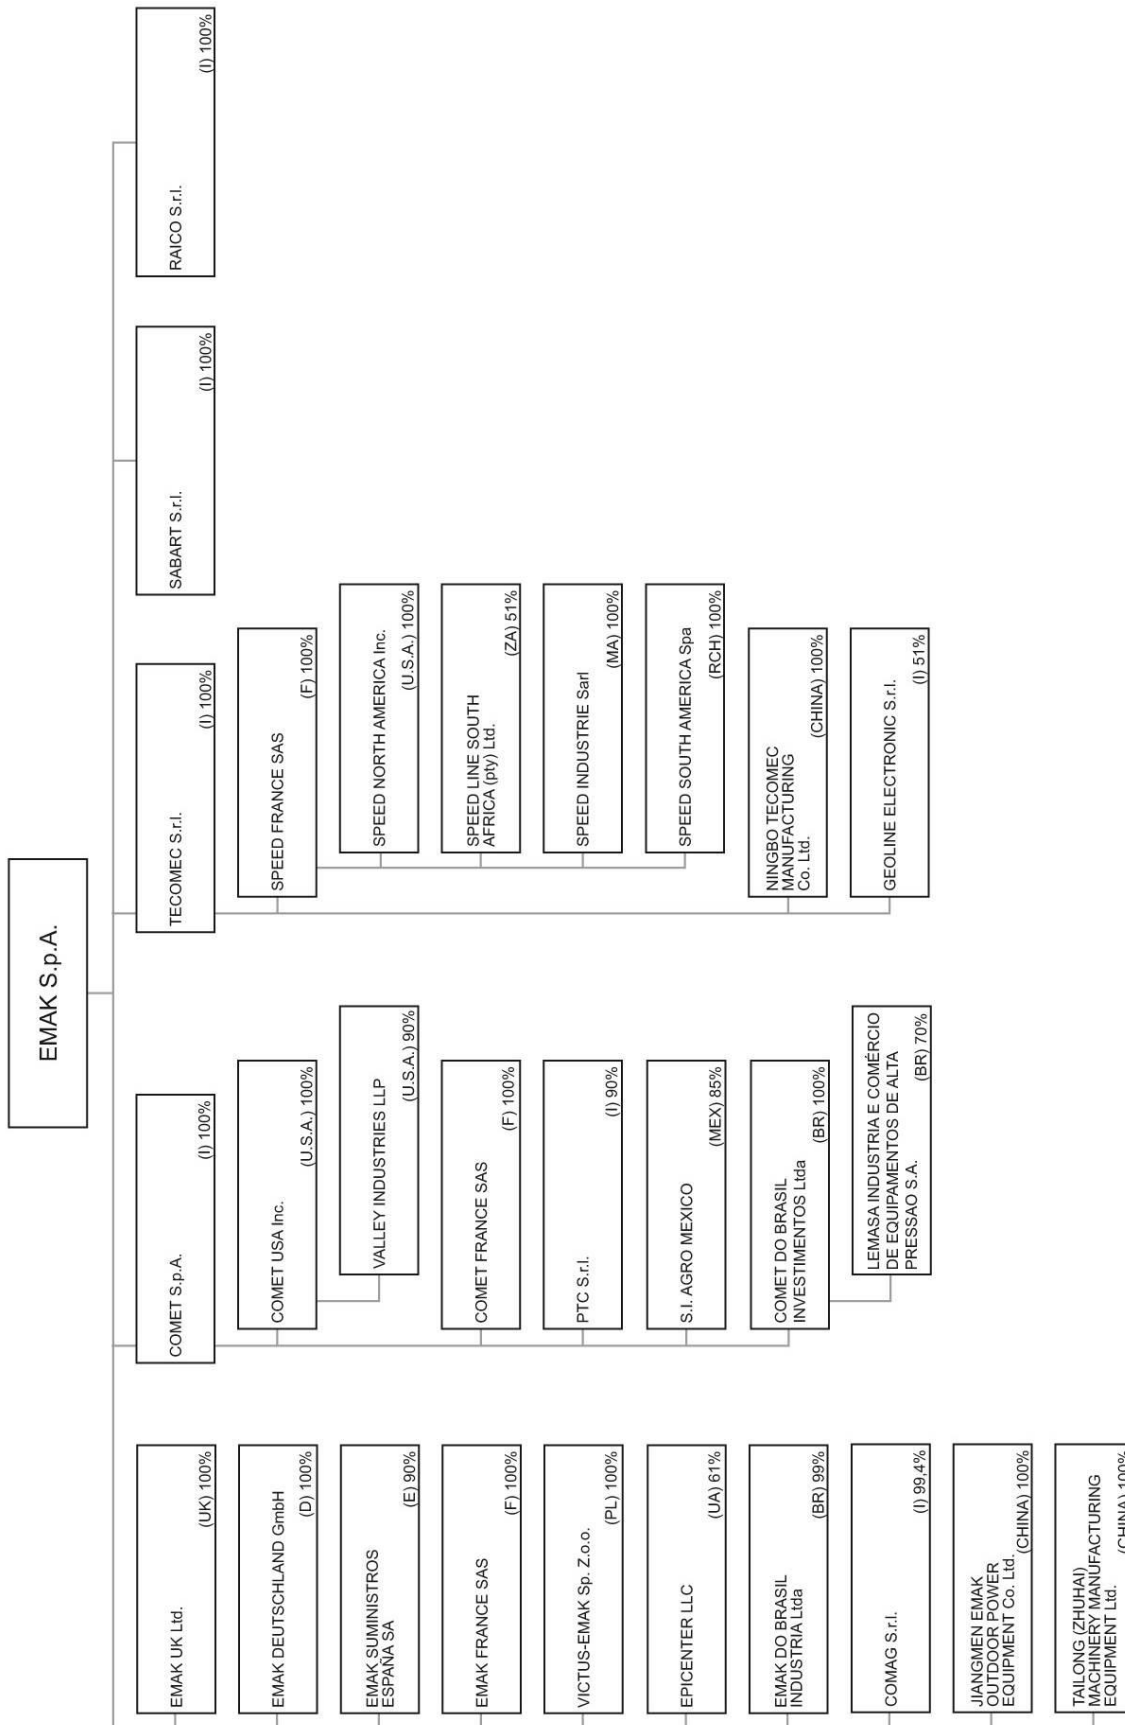 EMAK S.p.A.
EMAK UK Ltd.
(UK) 100%
EMAK DEUTSCHLAND GmbH
(D) 100%
EMAK SUMINISTROS
ESPAÑA SA
(E) 90%
EMAK FRANCE SAS
(F) 100%
VICTUS-EMAK Sp. Z.o.o.
(PL) 100%
EPICENTER LLC
(UA) 61%
EMAK DO BRASIL
INDUSTRIA Ltda
(BR) 99%
COMAG S.r.l.
(I) 99,4%
JIANGMEN EMAK
OUTDOOR POWER
EQUIPMENT Co. Ltd.
(CHINA) 100%
TAILONG (ZHUHAI)
MACHINERY MANUFACTURING
EQUIPMENT Ltd.
(CHINA) 100%
COMET S.p.A.
(I) 100%
COMET USA Inc.
(U.S.A.) 100%
VALLEY INDUSTRIES LLP
(U.S.A.) 90%
COMET FRANCE SAS
(F) 100%
PTC S.r.l.
(I) 90%
S.I. AGRO MEXICO
(MEX) 85%
COMET DO BRASIL
INVESTIMENTOS Ltda
(BR) 100%
LEMASA INDUSTRIA E COMÉRCIO
DE EQUIPAMENTOS DE ALTA
PRESSAO S.A.
(BR) 70%
TECOMEC S.r.l.
(I) 100%
SPEED FRANCE SAS
(F) 100%
SPEED NORTH AMERICA Inc.
(U.S.A.) 100%
SPEED LINE SOUTH
AFRICA (pty) Ltd.
(ZA) 51%
SPEED INDUSTRIE Sarl
(MA) 100%
SPEED SOUTH AMERICA Spa
(RCH) 100%
NINGBO TECOMEC
MANUFACTURING
Co. Ltd.
(CHINA) 100%
GEOLINE ELECTRONIC S.r.l.
(I) 51%
SABART S.r.l.
(I) 100%
RAICO S.r.l.
(I) 100%